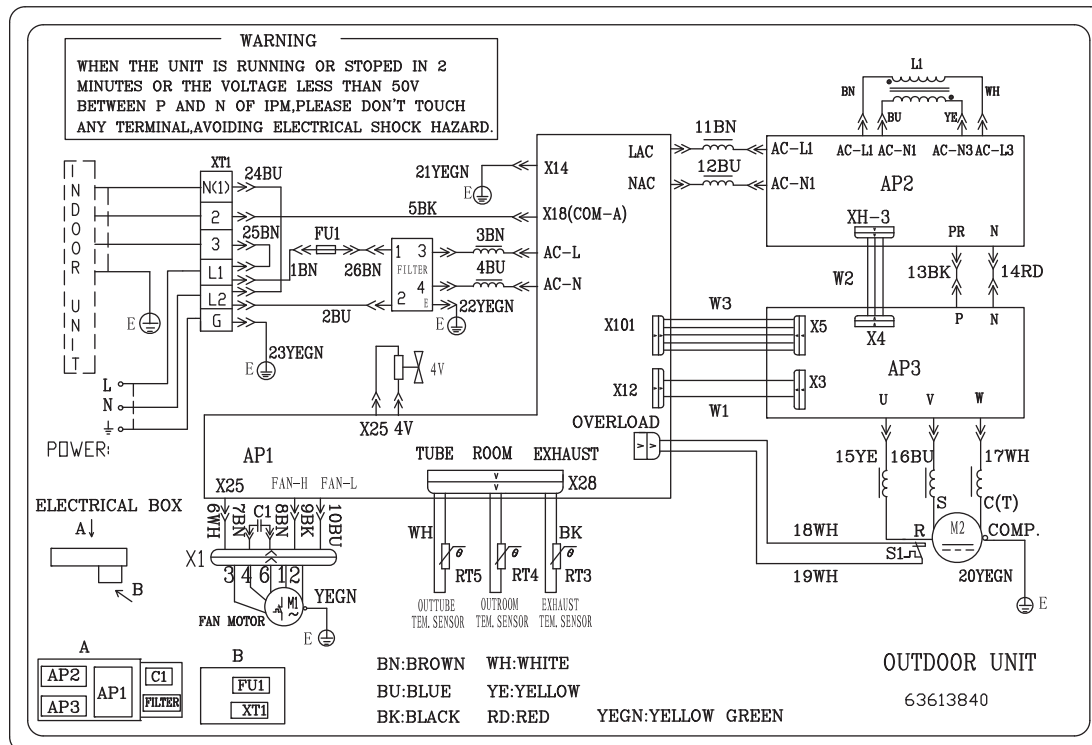 WARNING
WHEN THE UNIT IS RUNNING OR STOPED IN 2
MINUTES OR THE VOLTAGE LESS THAN 50V
BETWEEN P AND N OF IPM,PLEASE DON'T TOUCH
ANY TERMINAL,AVOIDING ELECTRICAL SHOCK HAZARD.
L1
BN
WH
BU
YE
AC-L1 AC-N1 AC-N3 AC-L3
AP2
XH-3
PR N
LAC
11BN
AC-L1
NAC
12BU
AC-N1
INDOOR UNIT
XT1
N(1)
2
3
L1
L2
G
24BU
25BN
5BK
21YEGN
E
X14
X18(COM-A)
FU1
1BN
26BN
1 3
FILTER
4
2
E
3BN
AC-L
4BU
AC-N
22YEGN
E
2BU
E
23YEGN
E
L
N
POWER:
13BK
14RD
W2
P N
X4
AP3
U V W
X101
W3
X5
X12
W1
X3
OVERLOAD
4V
X25 4V
AP1
X25
FAN-H
FAN-L
TUBE ROOM EXHAUST
X28
6WH
7BN
C1
8BN
9BK
10BU
X1
3 4 6 1 2
M1
~
YEGN
E
FAN MOTOR
WH
BK
θ
θ
θ
RT5
RT4
RT3
OUTTUBE
TEM. SENSOR
OUTROOM
TEM. SENSOR
EXHAUST
TEM. SENSOR
15YE
16BU
17WH
S
C(T)
M2
COMP.
R
S1
18WH
19WH
20YEGN
E
ELECTRICAL BOX
A
B
A
AP2
AP3
AP1
C1
FILTER
B
FU1
XT1
BN:BROWN WH:WHITE
BU:BLUE YE:YELLOW
BK:BLACK RD:RED YEGN:YELLOW GREEN
OUTDOOR UNIT
63613840